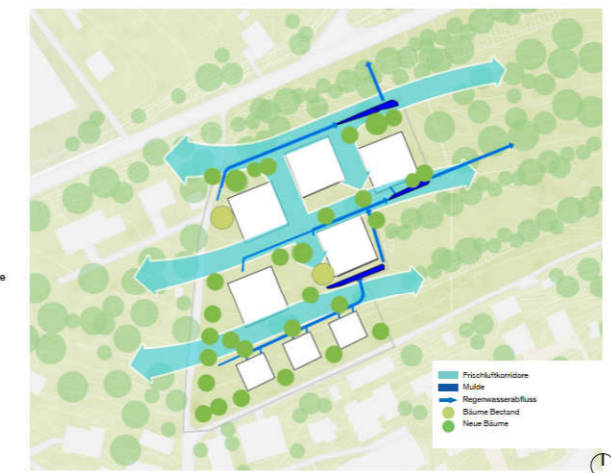 e
Frischluftkorridore
Mulde
Regenwasserabfluss
Bäume Bestand
Neue Bäume